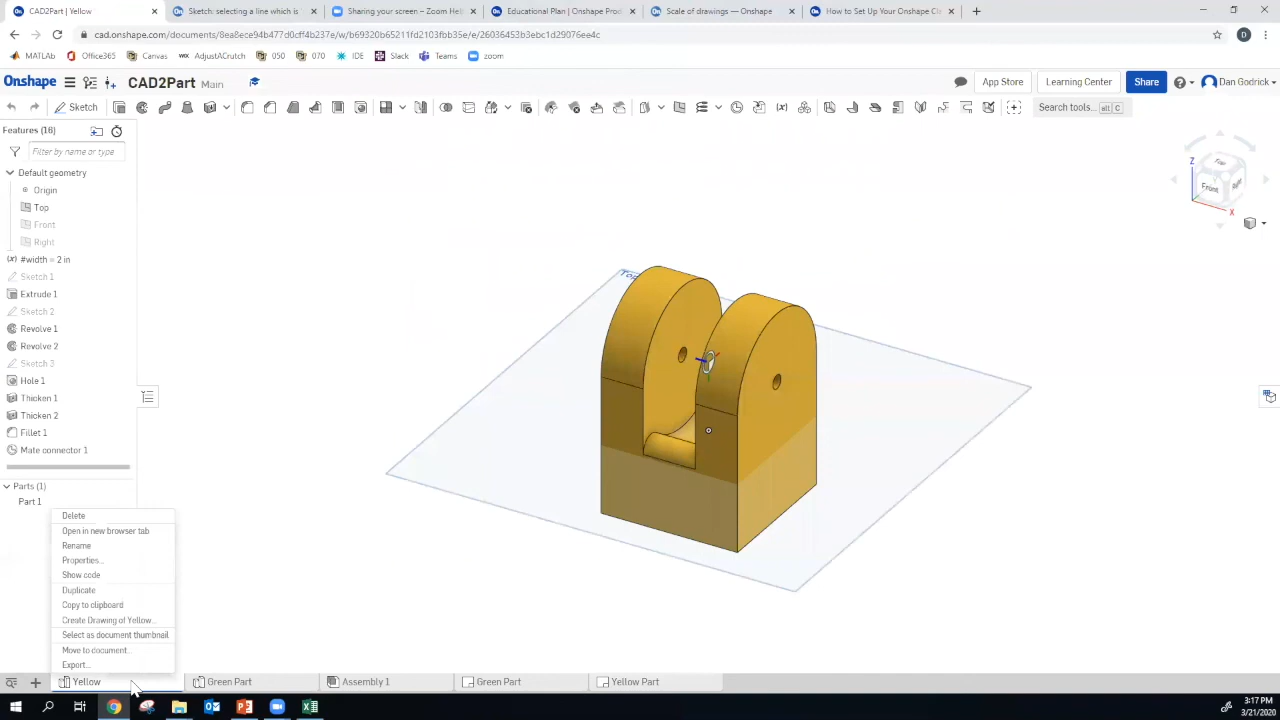 CAD2Part | Yellow
Sketch: selecting a line which is
Sharing your screen – Zoom Hel
Educational Plan | Onshape Prod
Scale of drawings — Onshape
How to Set Up Your Onshape Cl
cad.onshape.com/documents/8ea8ece94b477d0cff4b237e/w/b69320b65211fd2103fbb35e/e/26036453b3ebc1d29076ee4c
D
MATLAb
Office365
Canvas
WAX
AdjustACrutch
050
070
IDE
Slack
Teams
zoom
Onshape
CAD2Part Main
App Store
Learning Center
Share
Dan Godrick
Sketch
Search tools... alt C
Features (16)
Filter by name or type
Default geometry
Origin
Top
Front
Right
(x) #width = 2 in
Sketch 1
Extrude 1
Sketch 2
Revolve 1
Revolve 2
Sketch 3
Hole 1
Thicken 1
Thicken 2
Fillet 1
Mate connector 1
Parts (1)
Part 1
Delete
Open in new browser tab
Rename
Properties...
Show code
Duplicate
Copy to clipboard
Create Drawing of Yellow...
Select as document thumbnail
Move to document...
Export...
Top
Z
Top
Front
Right
X
Yellow
Green Part
Assembly 1
Green Part
Yellow Part
3:17 PM
3/21/2020